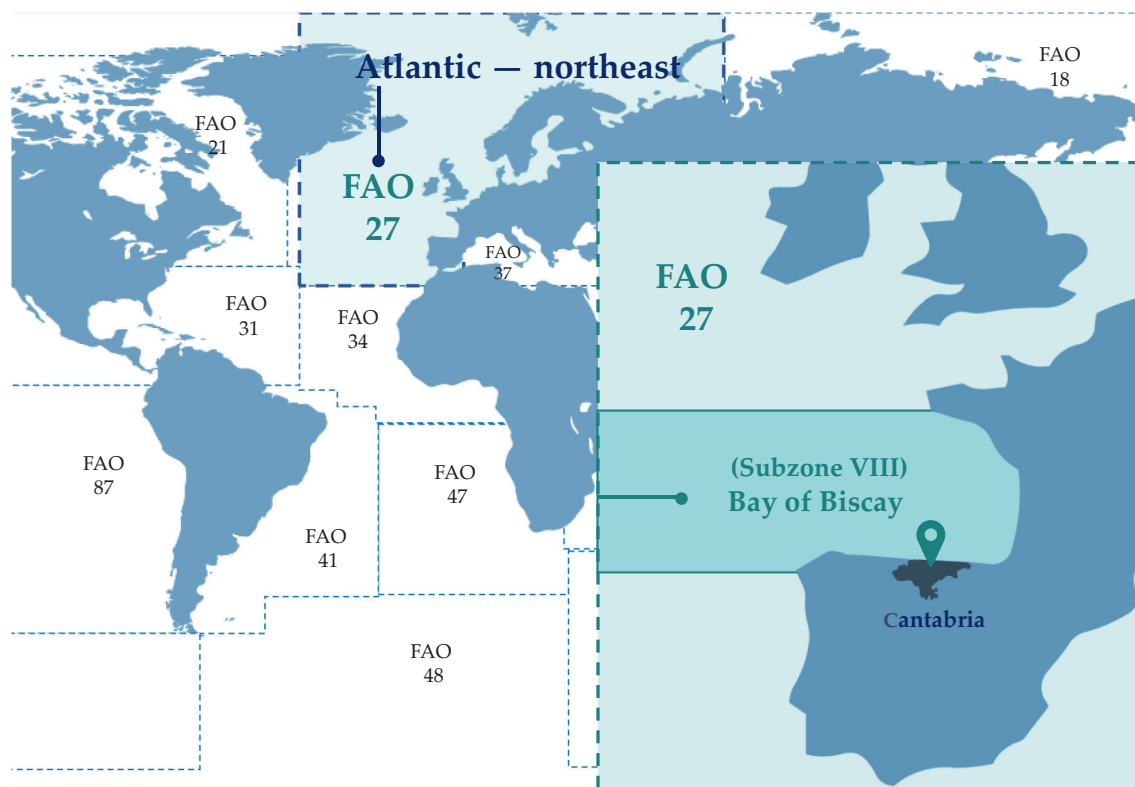 FAO
18
Atlantic — northeast
FAO
21
FAO
27
FAO
37
FAO
27
FAO
31
FAO
34
FAO
87
FAO
47
(Subzone VIII)
Bay of Biscay
FAO
41
Cantabria
FAO
48